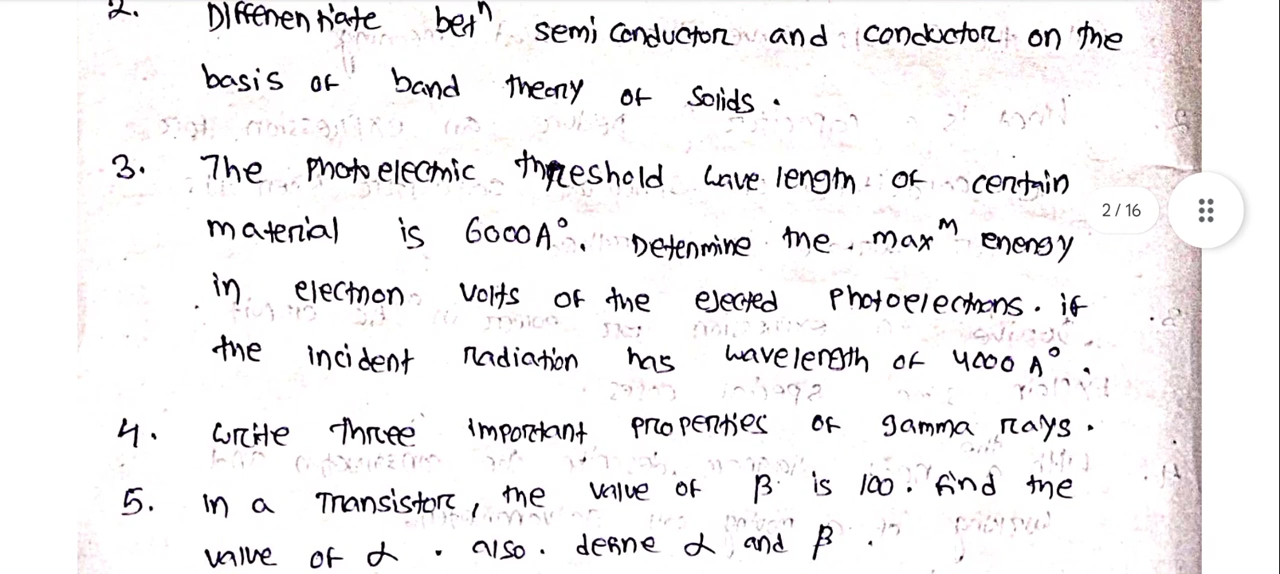 2. Differentiate betⁿ semi conductor and conductor on the
basis of band theory of solids.
3. The photoelectric threshold wave length of certain
material is 6000A°. Determine the maxᵐ energy
2/16
in electron volts of the ejected photoelectrons. if
the incident radiation has wavelength of 4000 A°.
4. write three important properties of gamma rays.
5. in a Transistor, the value of β is 100. find the
value of α. also. define α and β.